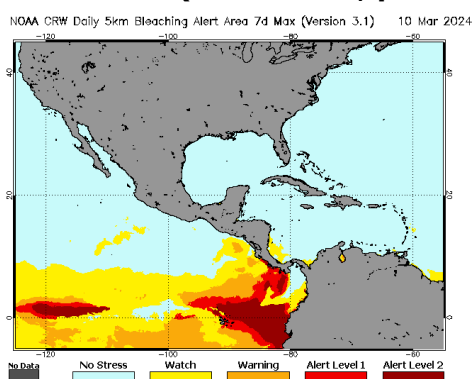 NOAA CRW Daily 5km Bleaching Alert Area 7d Max (Version 3.1) 10 Mar 2024
-120 -100 -80 -60
40 40
20 20
0 0
-120 -100 -80 -60
No Data No Stress Watch Warning Alert Level 1 Alert Level 2